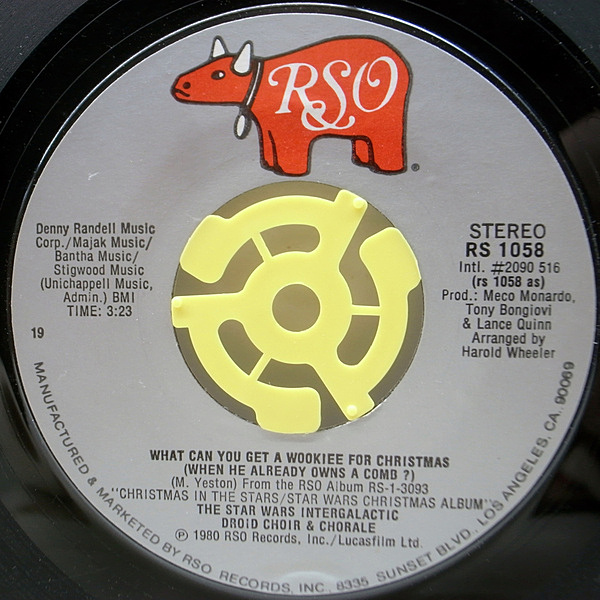 RSO
®
Denny Randell Music
Corp./Majak Music/
Bantha Music/
Stigwood Music
(Unichappell Music,
Admin.) BMI
TIME: 3:23
19
STEREO
RS 1058
Intl. #2090 516
(rs 1058 as)
Prod.: Meco Monardo,
Tony Bongiovi
& Lance Quinn
Arranged by
Harold Wheeler
WHAT CAN YOU GET A WOOKIEE FOR CHRISTMAS
(WHEN HE ALREADY OWNS A COMB ?)
(M. Yeston) From the RSO Album RS-1-3093
"CHRISTMAS IN THE STARS/STAR WARS CHRISTMAS ALBUM"
THE STAR WARS INTERGALACTIC
DROID CHOIR & CHORALE
℗ 1980 RSO Records, Inc./Lucasfilm Ltd.
MANUFACTURED & MARKETED BY RSO RECORDS, INC., 8335 SUNSET BLVD., LOS ANGELES, CA. 90069